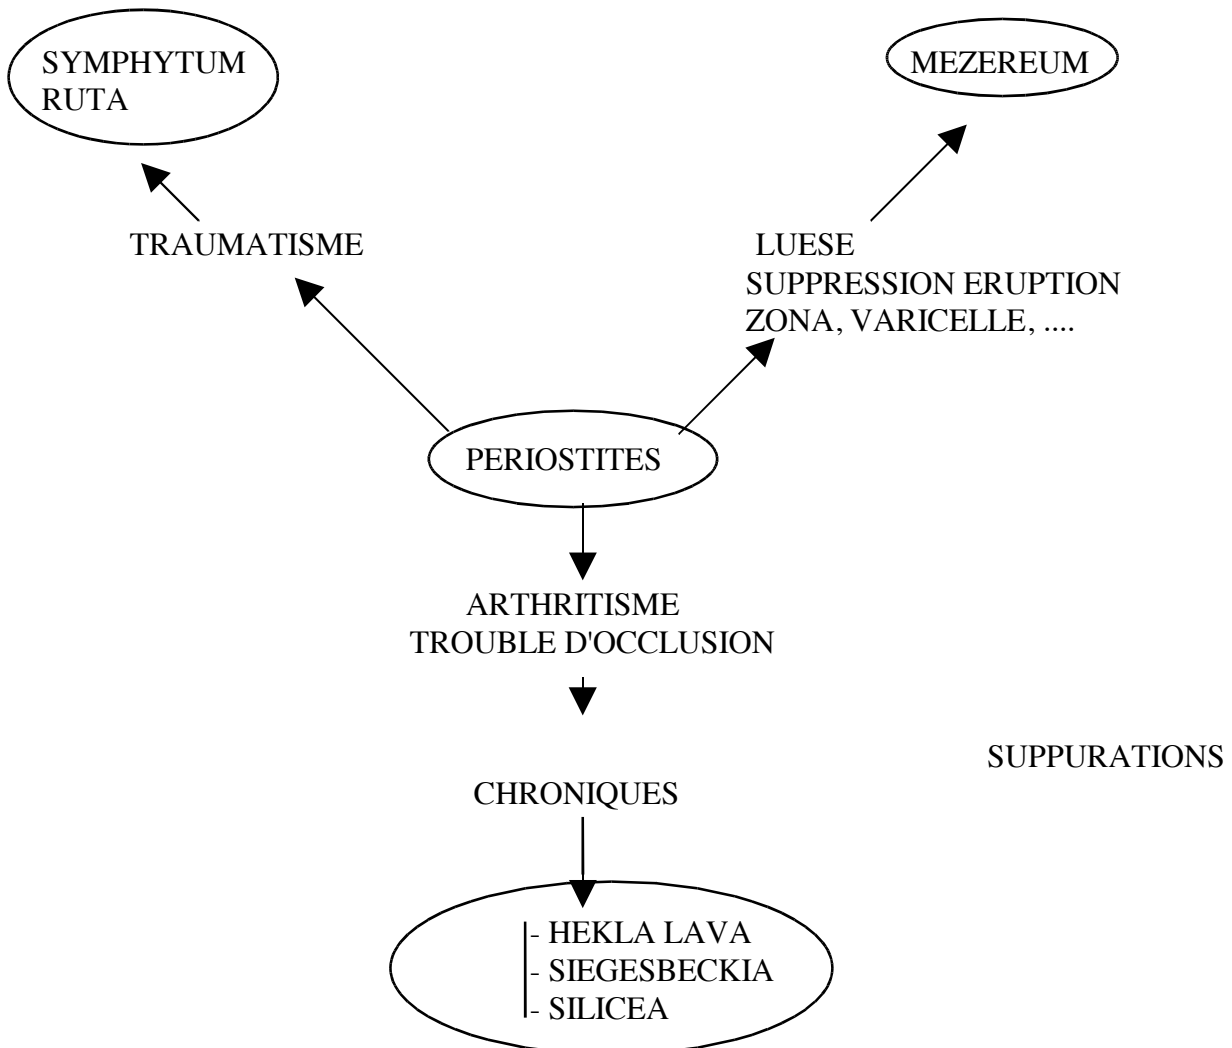 SYMPHYTUM
RUTA
MEZEREUM
TRAUMATISME
LUESE
SUPPRESSION ERUPTION
ZONA, VARICELLE, ....
PERIOSTITES
ARTHRITISME
TROUBLE D'OCCLUSION
SUPPURATIONS
CHRONIQUES
- HEKLA LAVA
- SIEGESBECKIA
- SILICEA